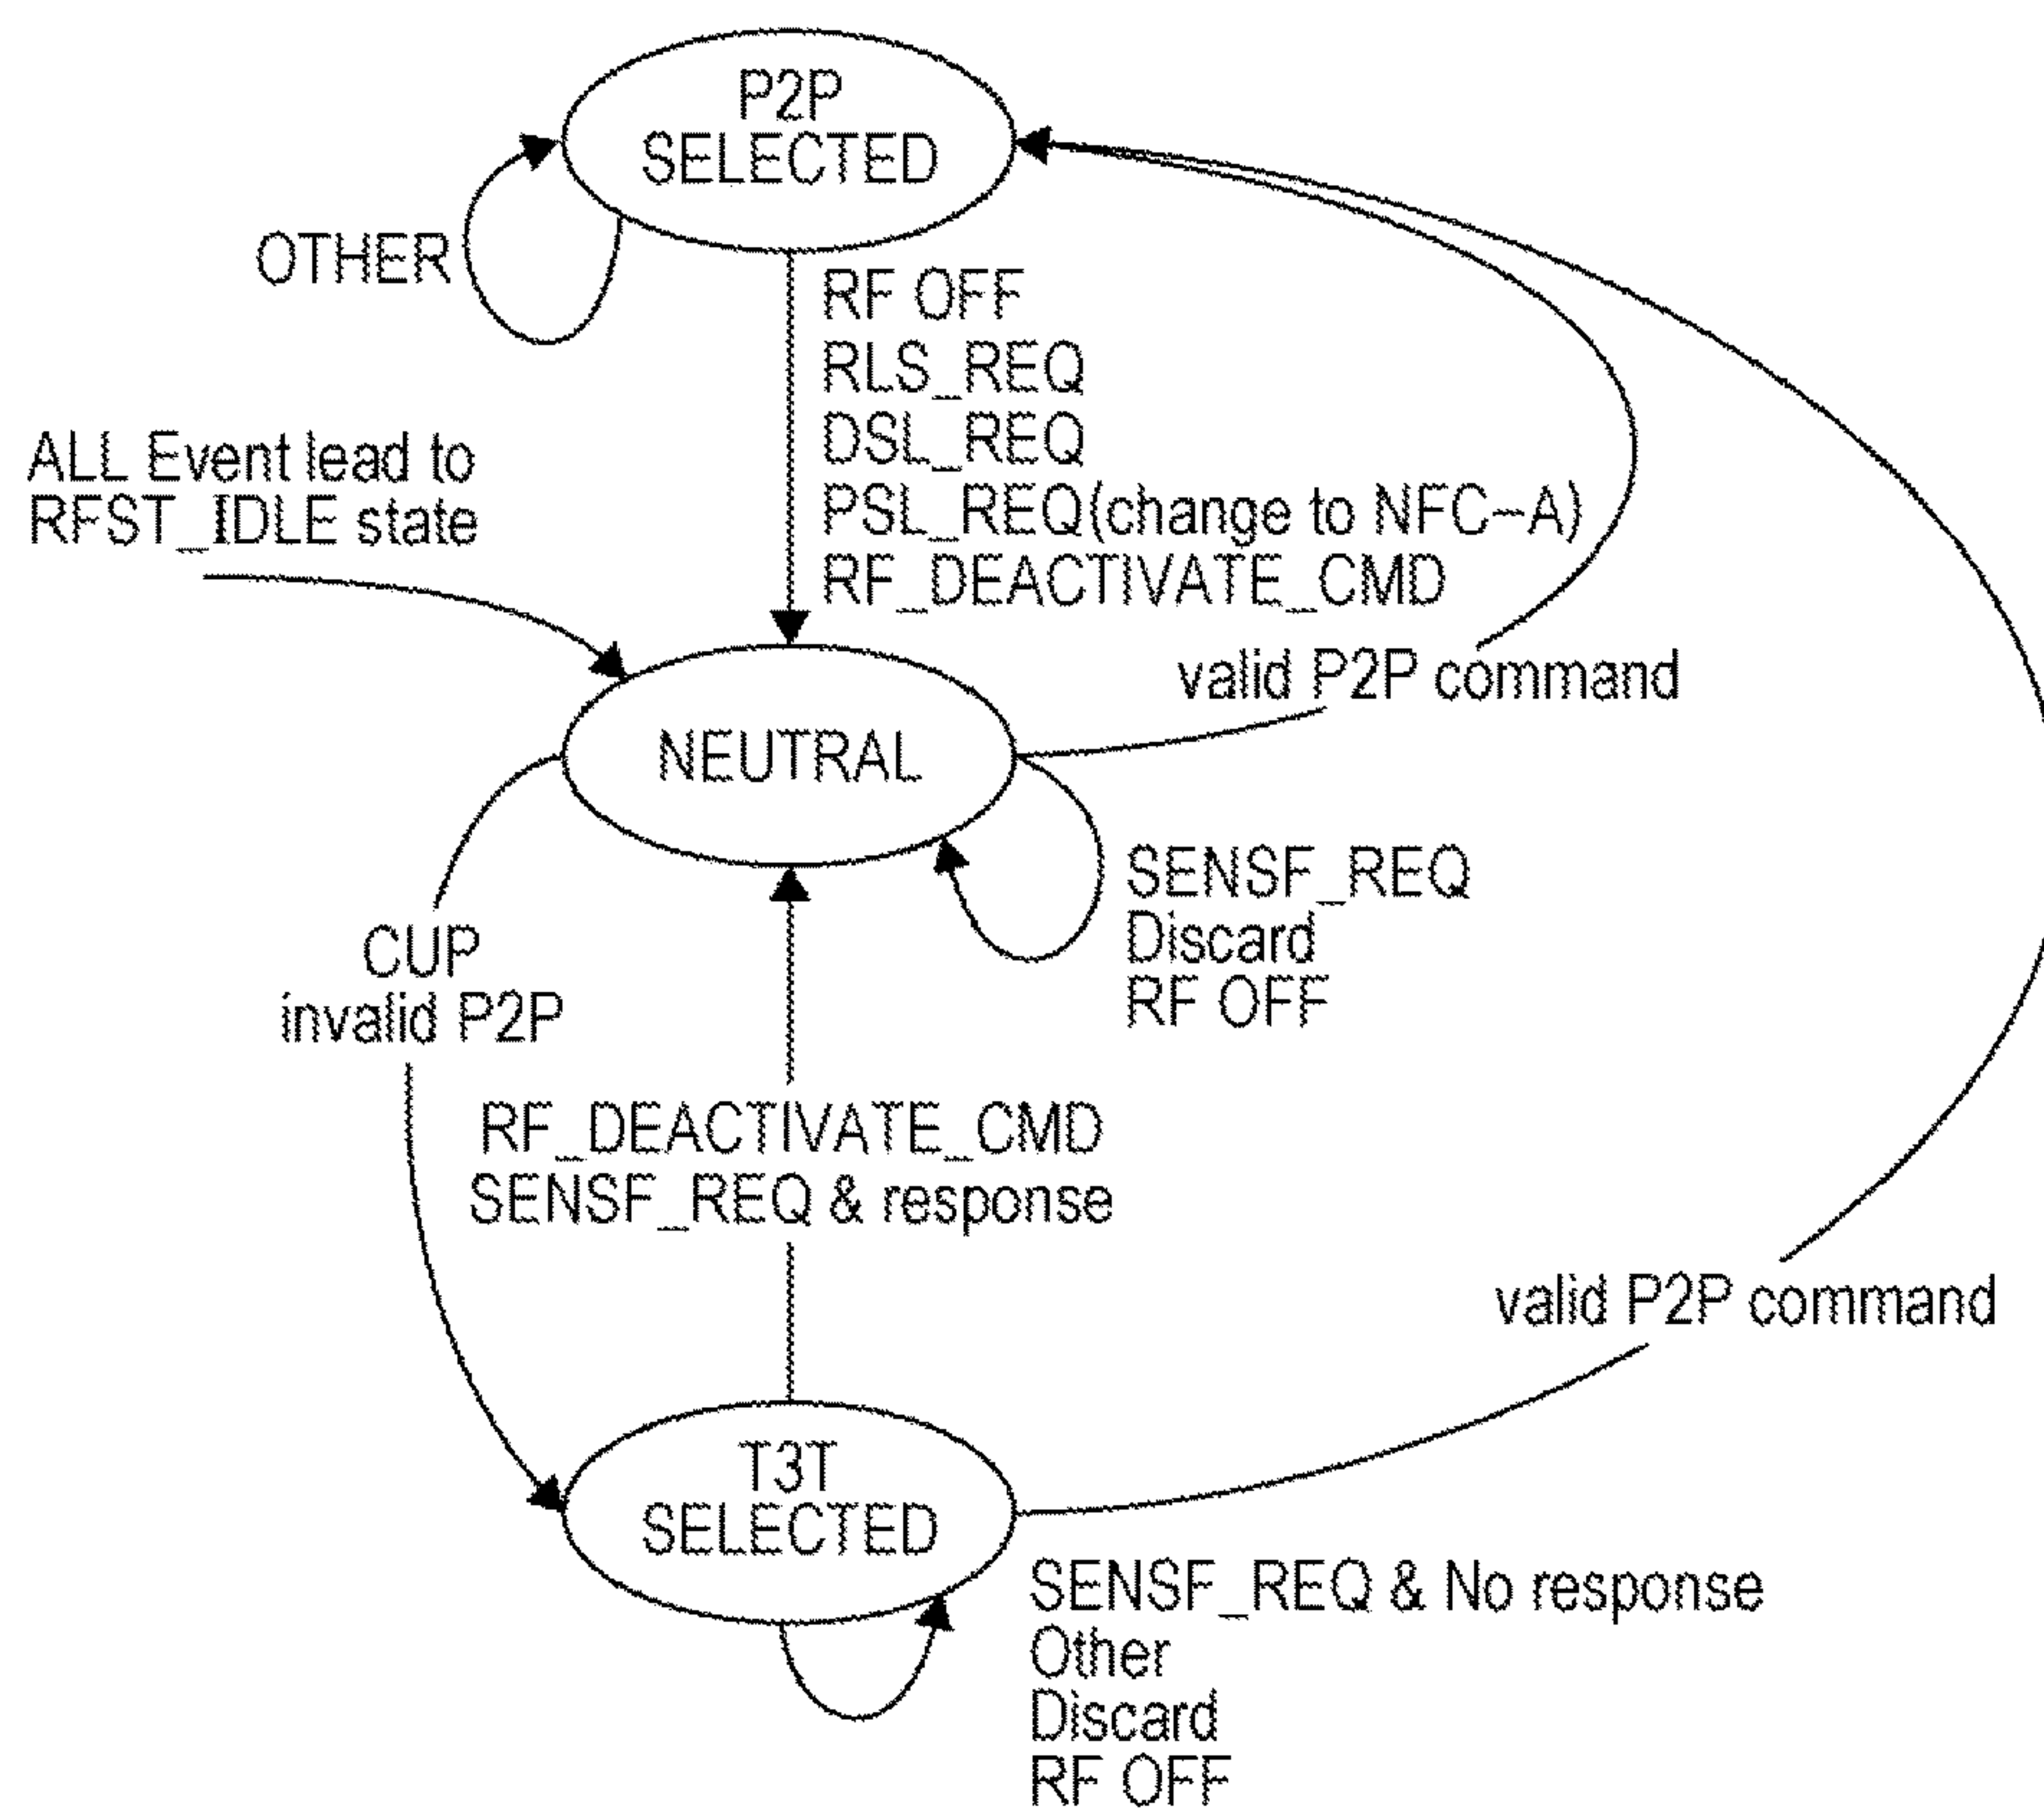 P2P
SELECTED
OTHER
RF OFF
RLS_REQ
DSL_REQ
PSL_REQ(change to NFC-A)
RF_DEACTIVATE_CMD
ALL Event lead to
RFST_IDLE state
valid P2P command
NEUTRAL
SENSF_REQ
Discard
RF OFF
CUP
invalid P2P
RF_DEACTIVATE_CMD
SENSF_REQ & response
valid P2P command
T3T
SELECTED
SENSF_REQ & No response
Other
Discard
RF OFF